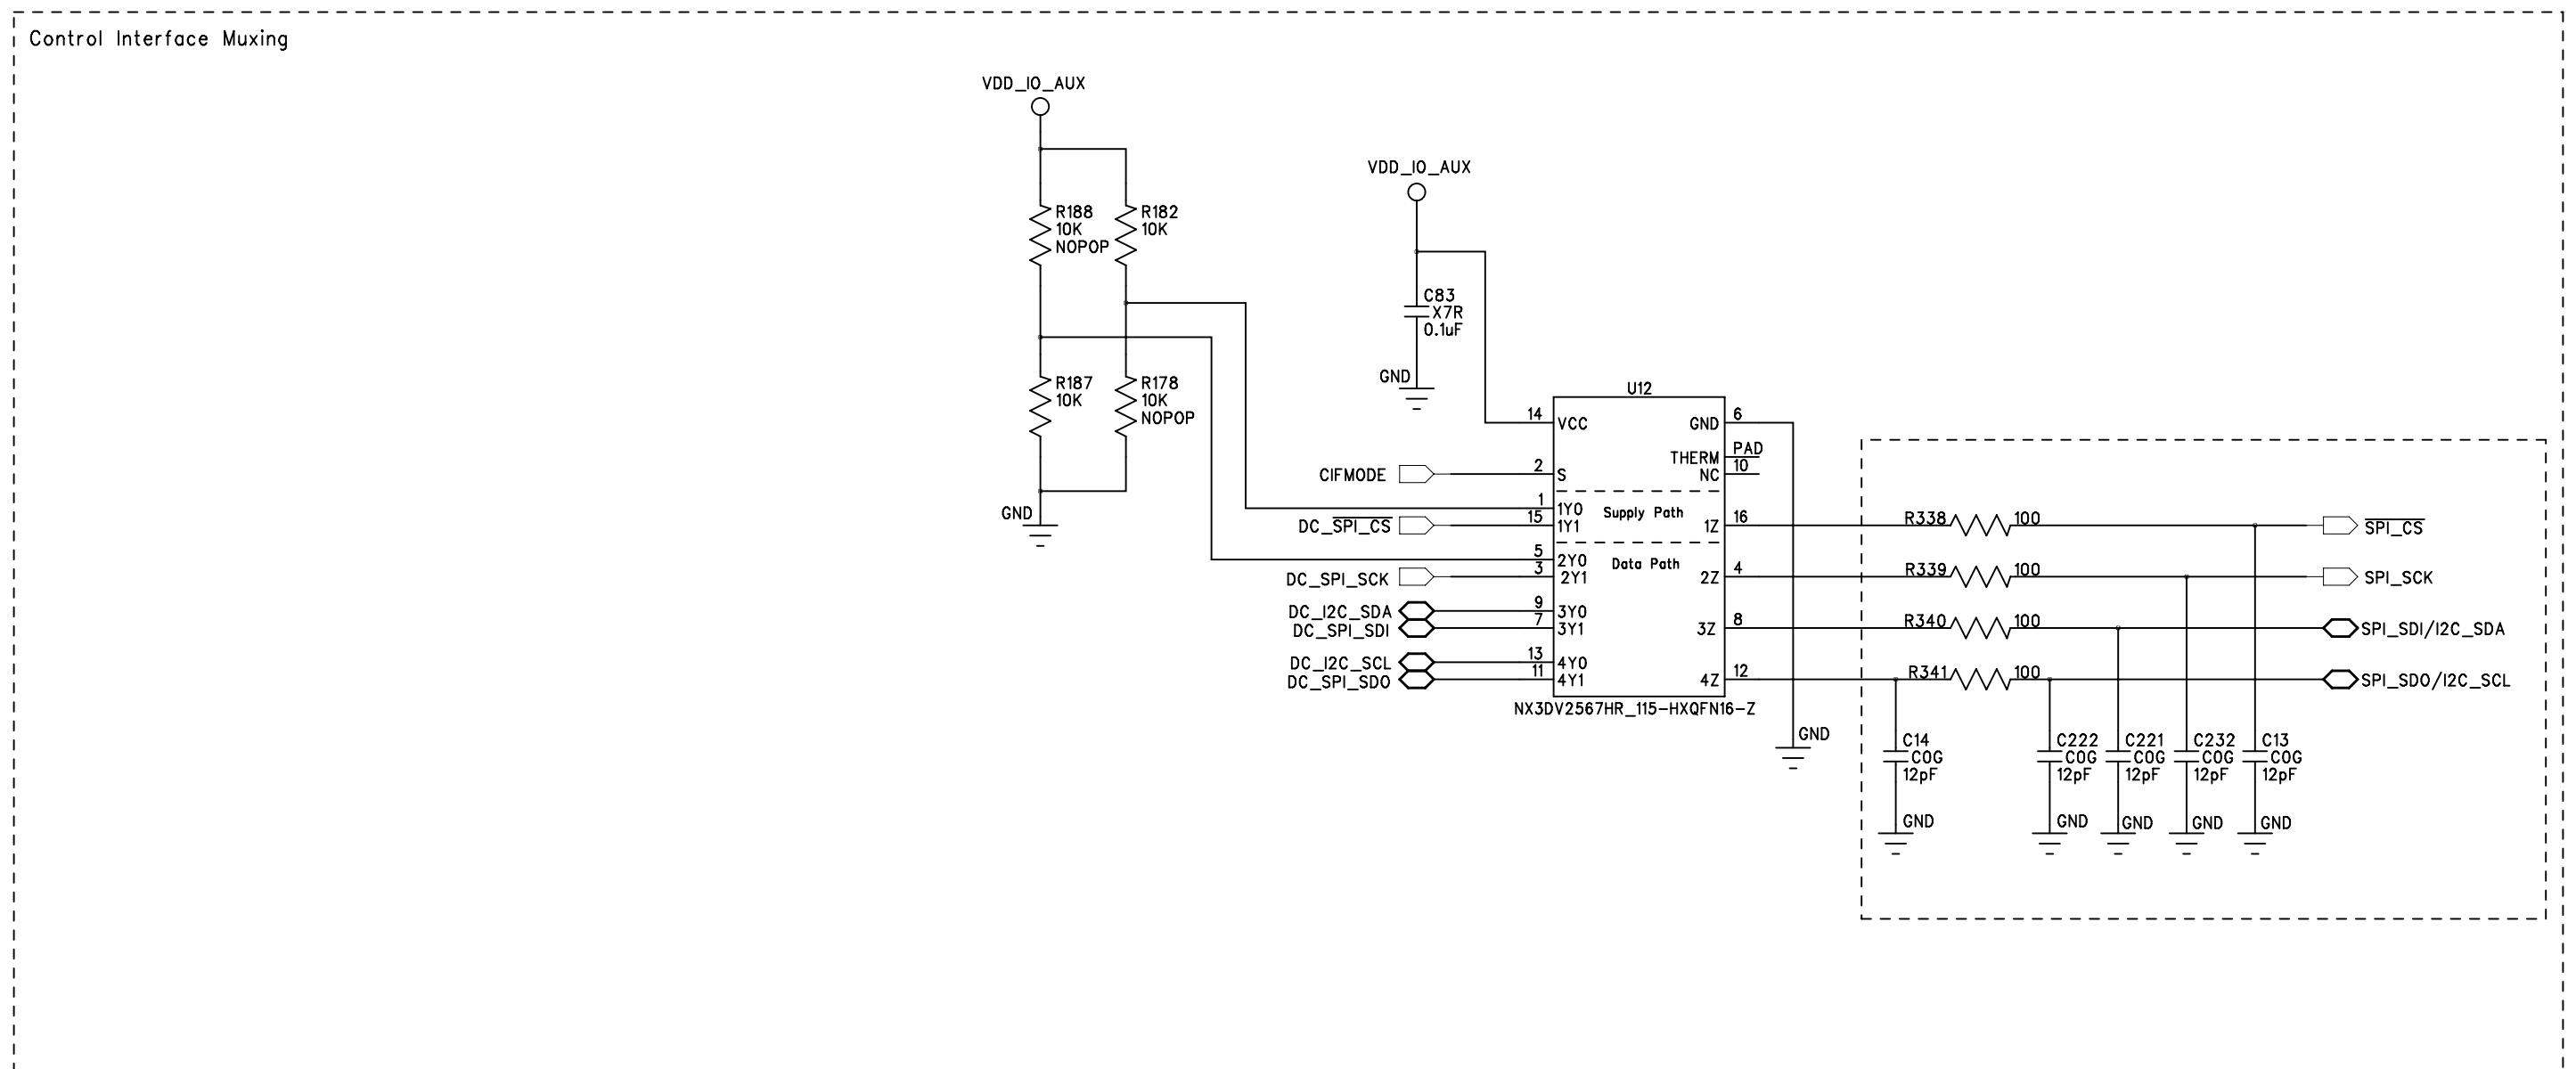 Control Interface Muxing
VDD_IO_AUX
R188
10K
NOPOP
R182
10K
R187
10K
R178
10K
NOPOP
GND
VDD_IO_AUX
C83
X7R
0.1uF
GND
U12
14
VCC
GND
6
THERM
PAD
NC
10
CIFMODE
2
S
1
1Y0
Supply Path
DC_SPI_CS
15
1Y1
1Z
16
5
2Y0
Data Path
DC_SPI_SCK
3
2Y1
2Z
4
DC_I2C_SDA
9
3Y0
DC_SPI_SDI
7
3Y1
3Z
8
DC_I2C_SCL
13
4Y0
DC_SPI_SDO
11
4Y1
4Z
12
NX3DV2567HR_115-HXQFN16-Z
GND
R338
100
SPI_CS
R339
100
SPI_SCK
R340
100
SPI_SDI/I2C_SDA
R341
100
SPI_SDO/I2C_SCL
C14
COG
12pF
GND
C222
COG
12pF
GND
C221
COG
12pF
GND
C232
COG
12pF
GND
C13
COG
12pF
GND